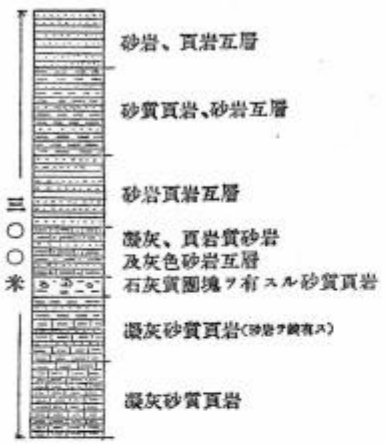 砂岩、頁岩互層
砂質頁岩、砂岩互層
砂岩頁岩互層
三〇〇米
凝灰、頁岩質砂岩
及灰色砂岩互層
石灰質團塊ヲ有スル砂質頁岩
凝灰砂質頁岩(砂岩ヲ挾有ス)
凝灰砂質頁岩